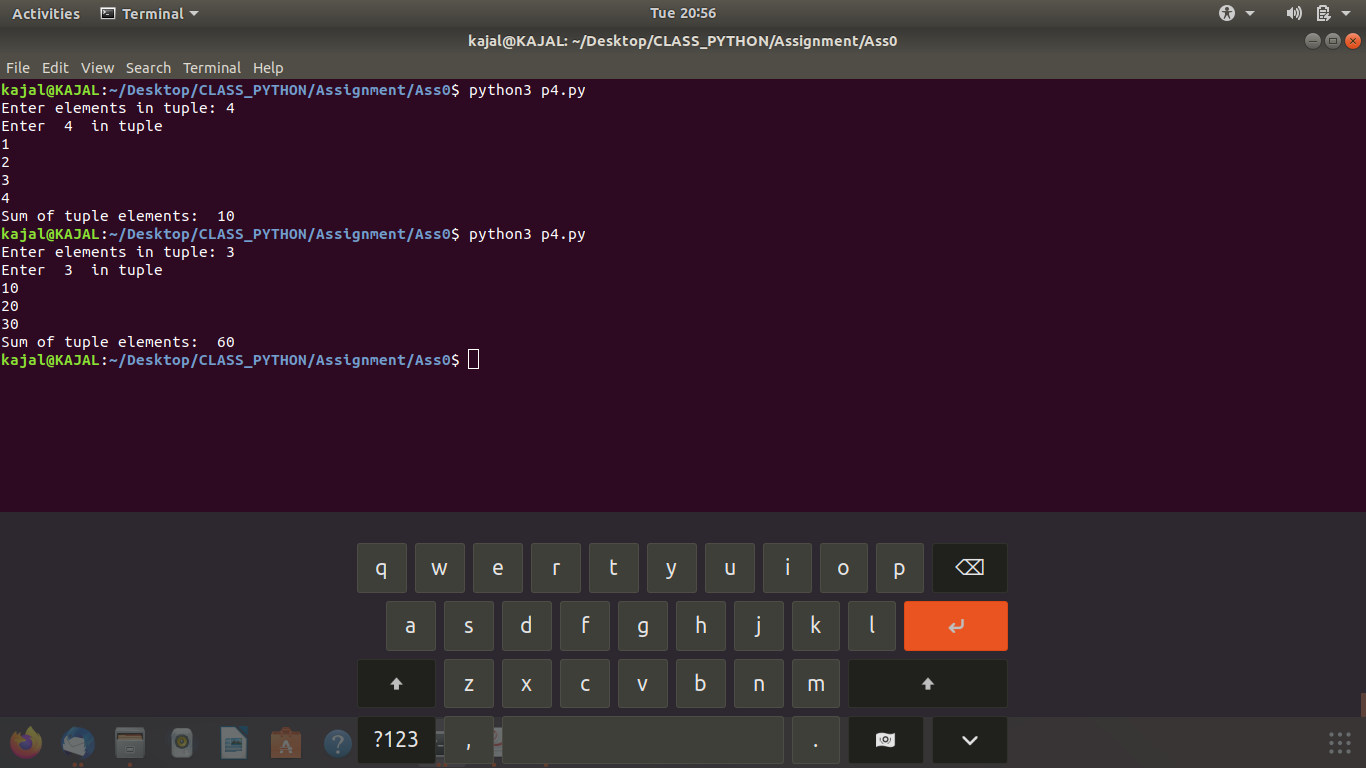 Activities Terminal Tue 20:56
kajal@KAJAL: ~/Desktop/CLASS_PYTHON/Assignment/Ass0
File Edit View Search Terminal Help
kajal@KAJAL:~/Desktop/CLASS_PYTHON/Assignment/Ass0$ python3 p4.py
Enter elements in tuple: 4
Enter  4  in tuple
1
2
3
4
Sum of tuple elements:  10
kajal@KAJAL:~/Desktop/CLASS_PYTHON/Assignment/Ass0$ python3 p4.py
Enter elements in tuple: 3
Enter  3  in tuple
10
20
30
Sum of tuple elements:  60
kajal@KAJAL:~/Desktop/CLASS_PYTHON/Assignment/Ass0$
q w e r t y u i o p
a s d f g h j k l
z x c v b n m
?123 , .